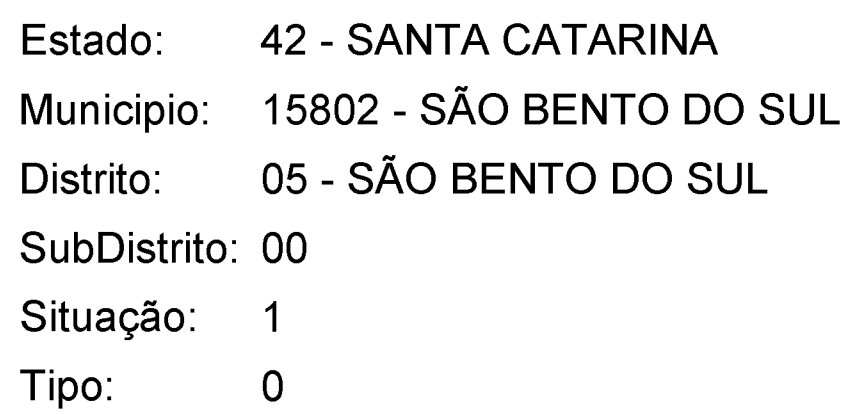 Estado: 42 - SANTA CATARINA
Municipio: 15802 - SÃO BENTO DO SUL
Distrito: 05 - SÃO BENTO DO SUL
SubDistrito: 00
Situação: 1
Tipo: 0